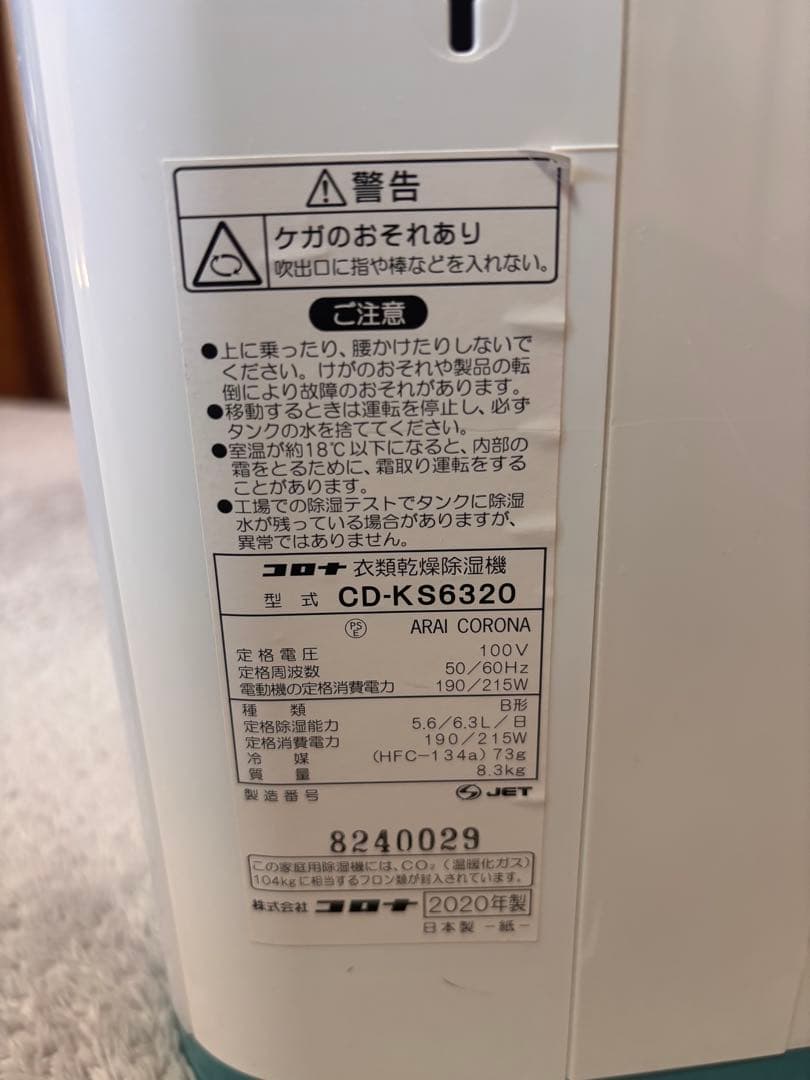 ⚠警告
ケガのおそれあり
吹出口に指や棒などを入れない。
ご注意
●上に乗ったり、腰かけたりしないで
ください。けがのおそれや製品の転
倒により故障のおそれがあります。
●移動するときは運転を停止し、必ず
タンクの水を捨ててください。
●室温が約18℃以下になると、内部の
霜をとるために、霜取り運転をする
ことがあります。
●工場での除湿テストでタンクに除湿
水が残っている場合がありますが、
異常ではありません。
コロナ 衣類乾燥除湿機
型式 CD-KS6320
PSE ARAI CORONA
定格電圧 100V
定格周波数 50/60Hz
電動機の定格消費電力 190/215W
種類 B形
定格除湿能力 5.6/6.3L/日
定格消費電力 190/215W
冷媒 (HFC-134a) 73g
質量 8.3kg
製造番号 JET
8240029
この家庭用除湿機には、CO₂(温暖化ガス)
104kgに相当するフロン類が封入されています。
株式会社 コロナ 2020年製
日本製 -紙-